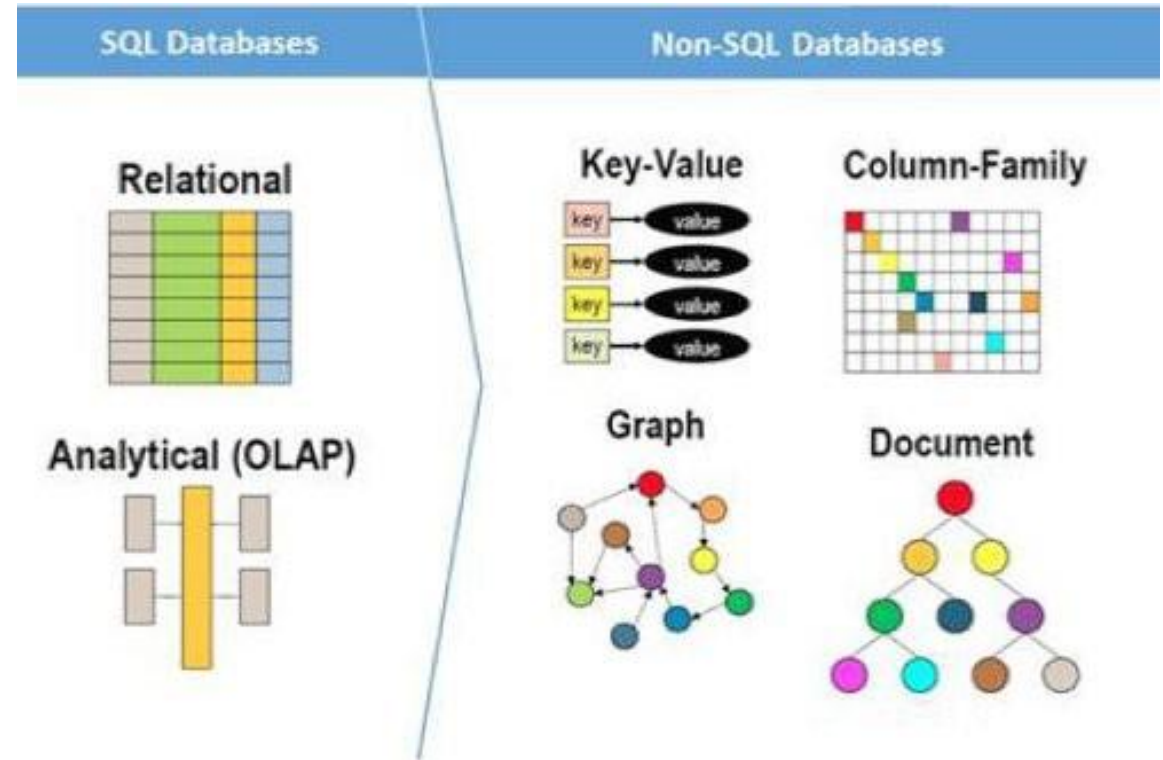 SQL Databases
Non-SQL Databases
Relational
Analytical (OLAP)
Key-Value
key value
key value
key value
key value
Column-Family
Graph
Document